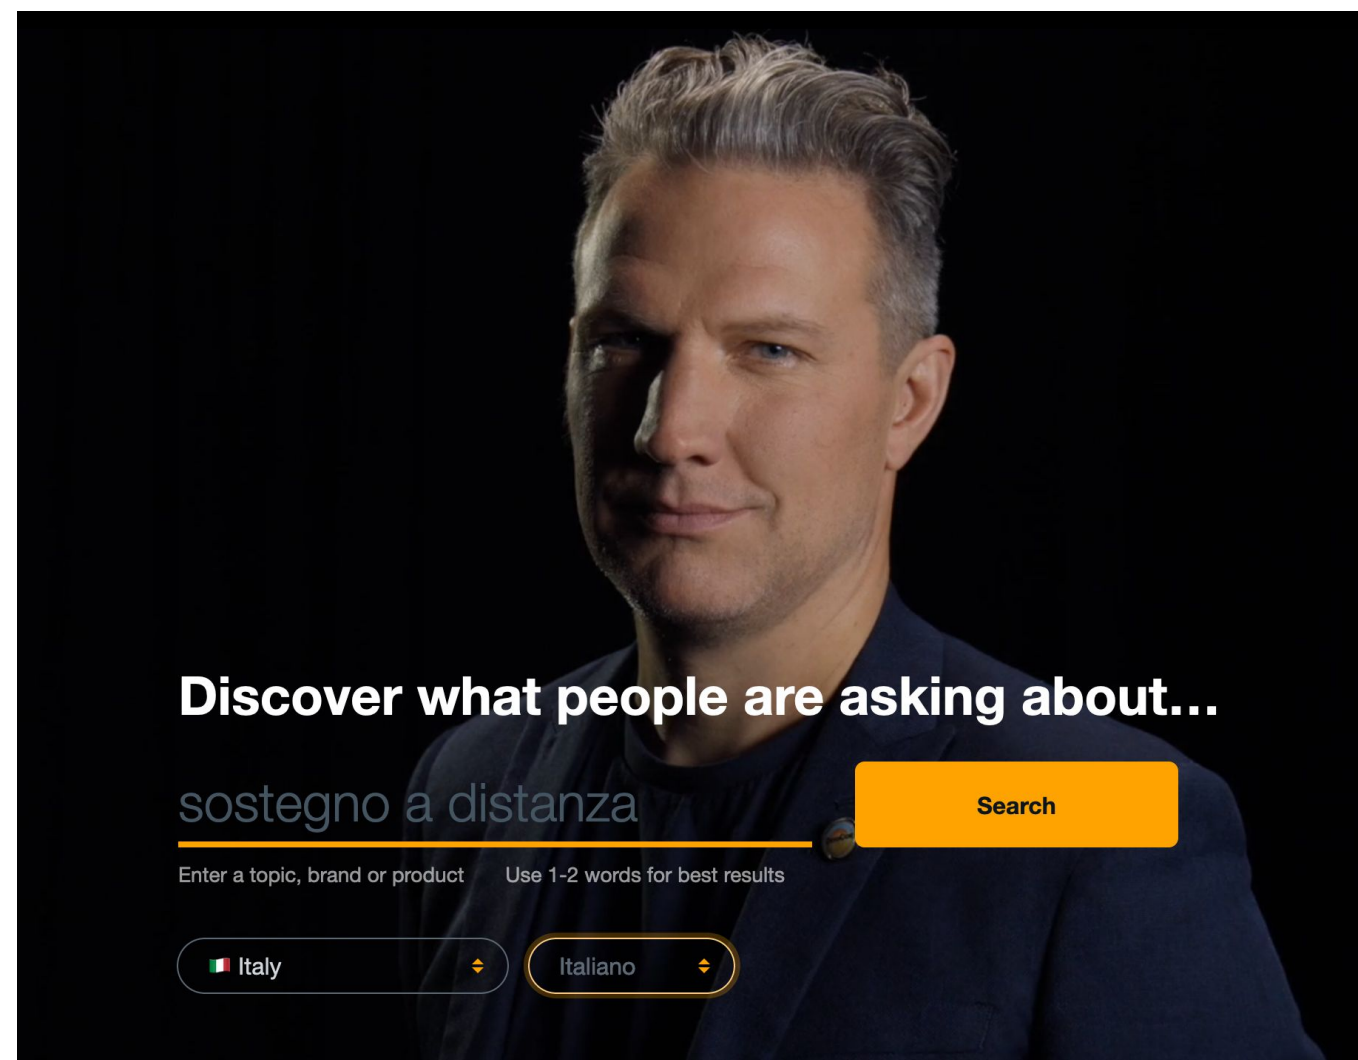 Discover what people are asking about...
sostegno a distanza
Search
Enter a topic, brand or product
Use 1-2 words for best results
Italy
Italiano